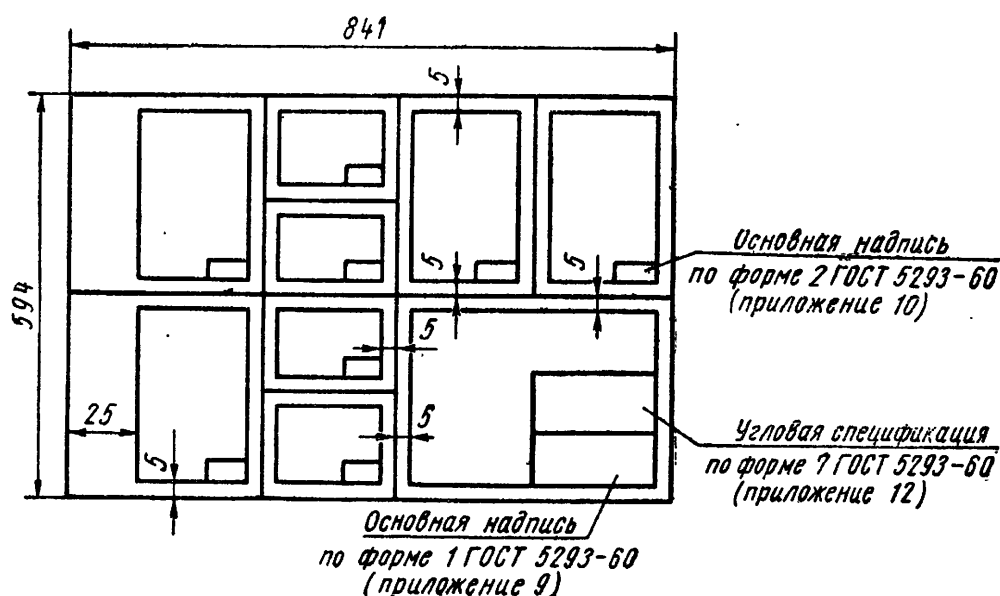 841
5
594
5
5
Основная надпись
по форме 2 ГОСТ 5293-60
(приложение 10)
5
25
5
5
Угловая спецификация
по форме 7 ГОСТ 5293-60
(приложение 12)
Основная надпись
по форме 1 ГОСТ 5293-60
(приложение 9)